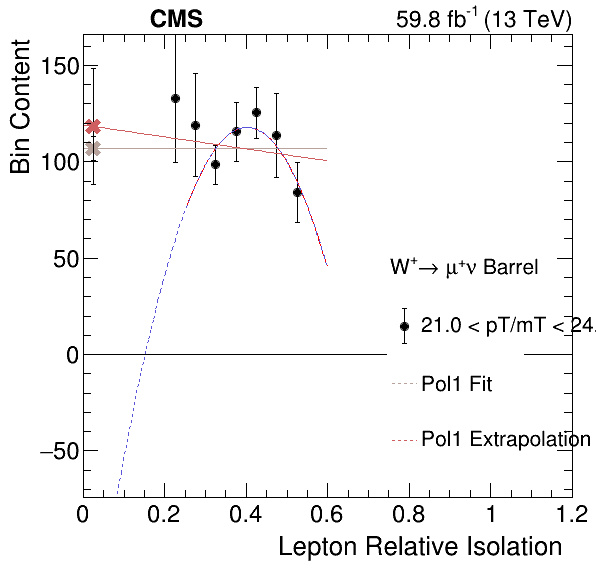 CMS
59.8 fb⁻¹ (13 TeV)
Bin Content
150
100
50
0
−50
W⁺→ μ⁺ν Barrel
21.0 < pT/mT < 24.
Pol1 Fit
Pol1 Extrapolation
0 0.2 0.4 0.6 0.8 1 1.2
Lepton Relative Isolation